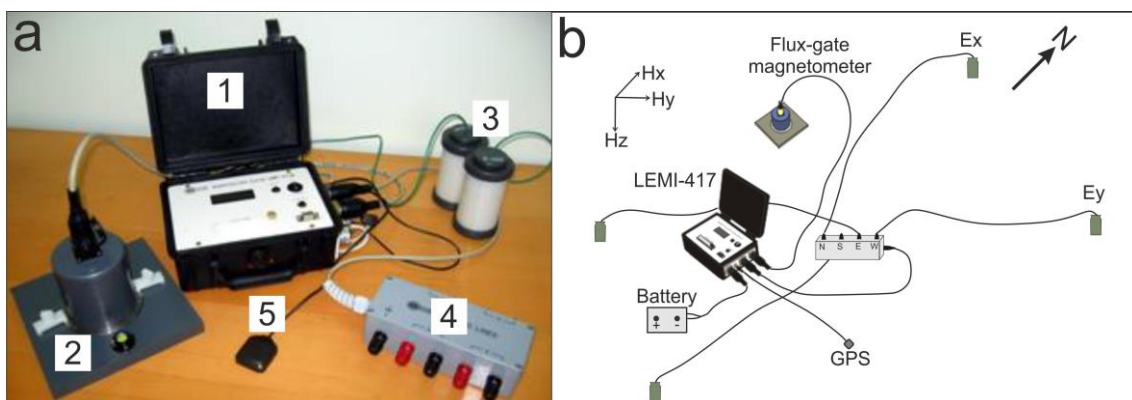 a
1
2
3
4
5
b
Flux-gate
magnetometer
Ex
N
Hx
Hy
Hz
LEMI-417
Ey
N S E W
Battery
+ -
GPS